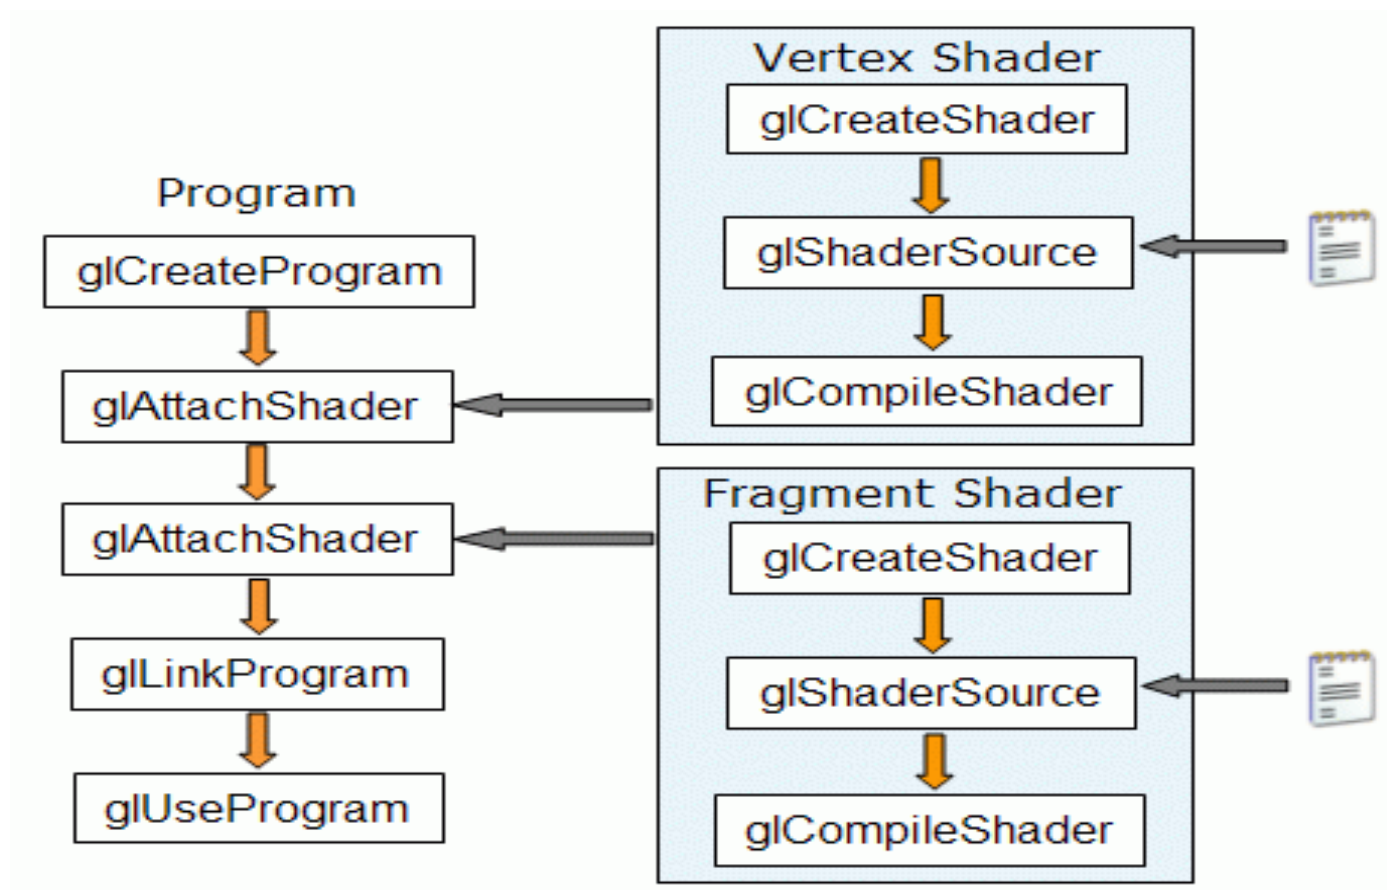 Program
glCreateProgram
glAttachShader
glAttachShader
glLinkProgram
glUseProgram
Vertex Shader
glCreateShader
glShaderSource
glCompileShader
Fragment Shader
glCreateShader
glShaderSource
glCompileShader